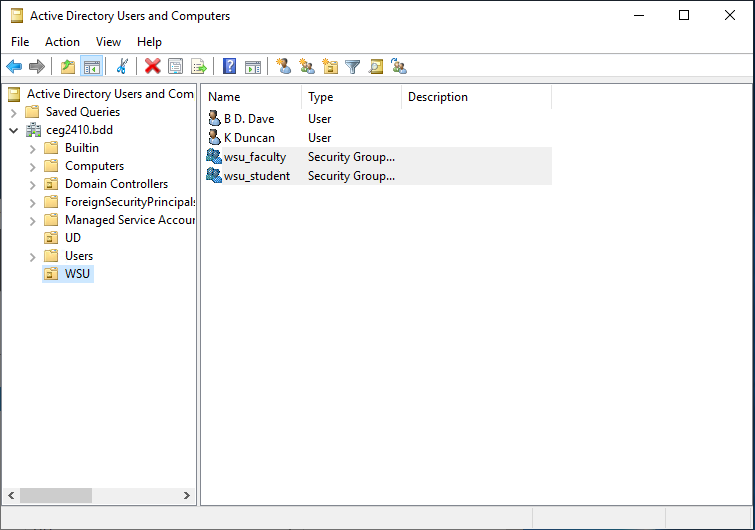 Active Directory Users and Computers
File Action View Help
Active Directory Users and Com
Saved Queries
ceg2410.bdd
Builtin
Computers
Domain Controllers
ForeignSecurityPrincipals
Managed Service Accour
UD
Users
WSU
Name Type Description
B D. Dave User
K Duncan User
wsu_faculty Security Group...
wsu_student Security Group...